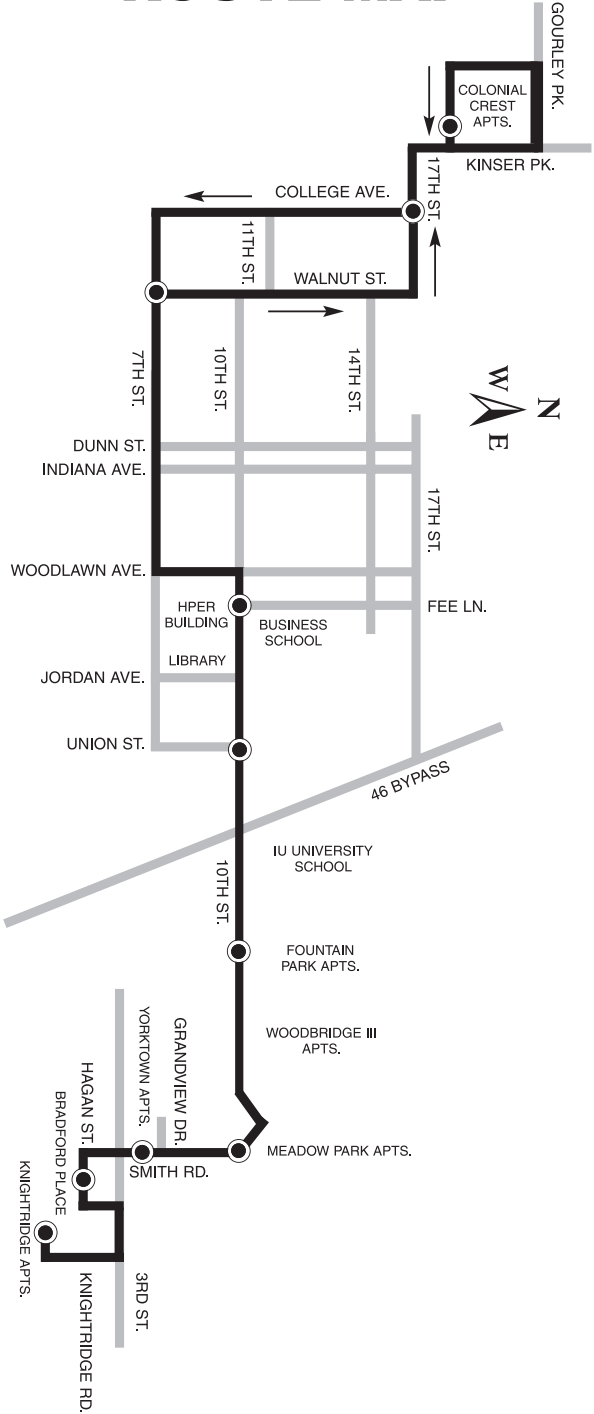 ROUTE MAP
GOURLEY PK.
COLONIAL
CREST
APTS.
KINSER PK.
17TH ST.
COLLEGE AVE.
11TH ST.
WALNUT ST.
7TH ST.
10TH ST.
14TH ST.
N
W
E
DUNN ST.
INDIANA AVE.
17TH ST.
WOODLAWN AVE.
HPER
BUILDING
BUSINESS
SCHOOL
FEE LN.
LIBRARY
JORDAN AVE.
UNION ST.
46 BYPASS
IU UNIVERSITY
SCHOOL
10TH ST.
FOUNTAIN
PARK APTS.
WOODBRIDGE III
APTS.
YORKTOWN APTS.
GRANDVIEW DR.
HAGAN ST.
BRADFORD PLACE
MEADOW PARK APTS.
SMITH RD.
KNIGHTRIDGE APTS.
KNIGHTRIDGE RD.
3RD ST.